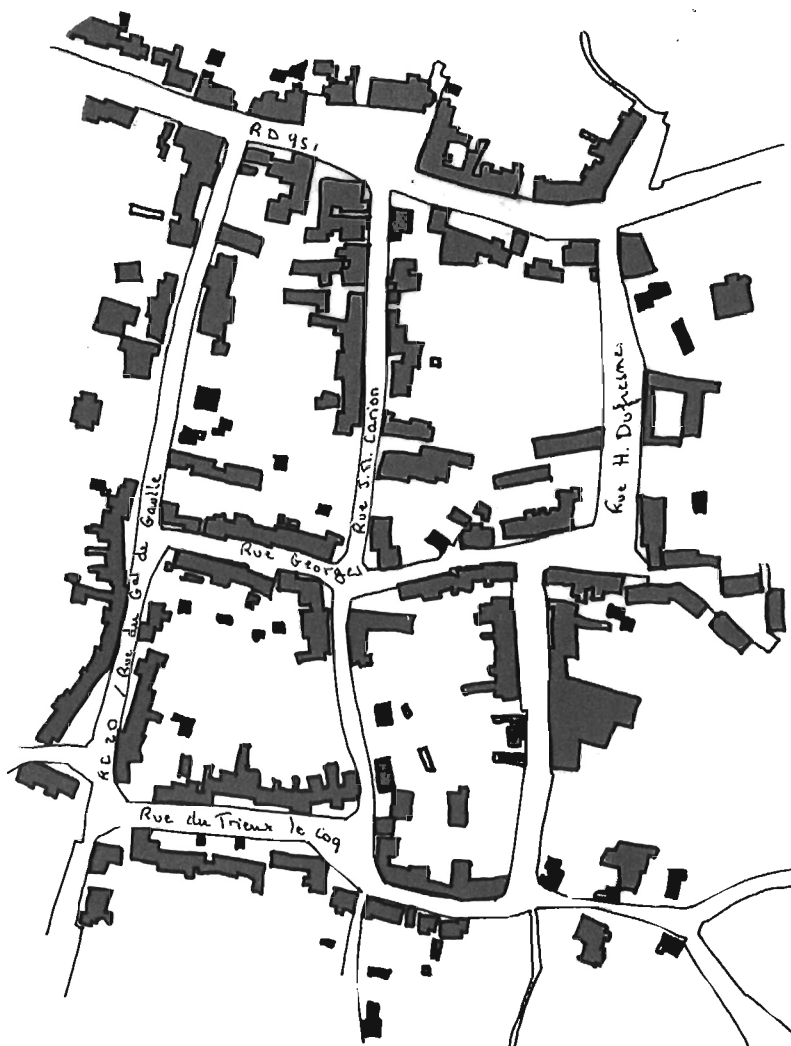 RD 951
Rue J.A. Carion
Rue H. Dufresne
Rue Georges
RC 20 / Rue du Gal de Gaulle
Rue du Trieux le Coq